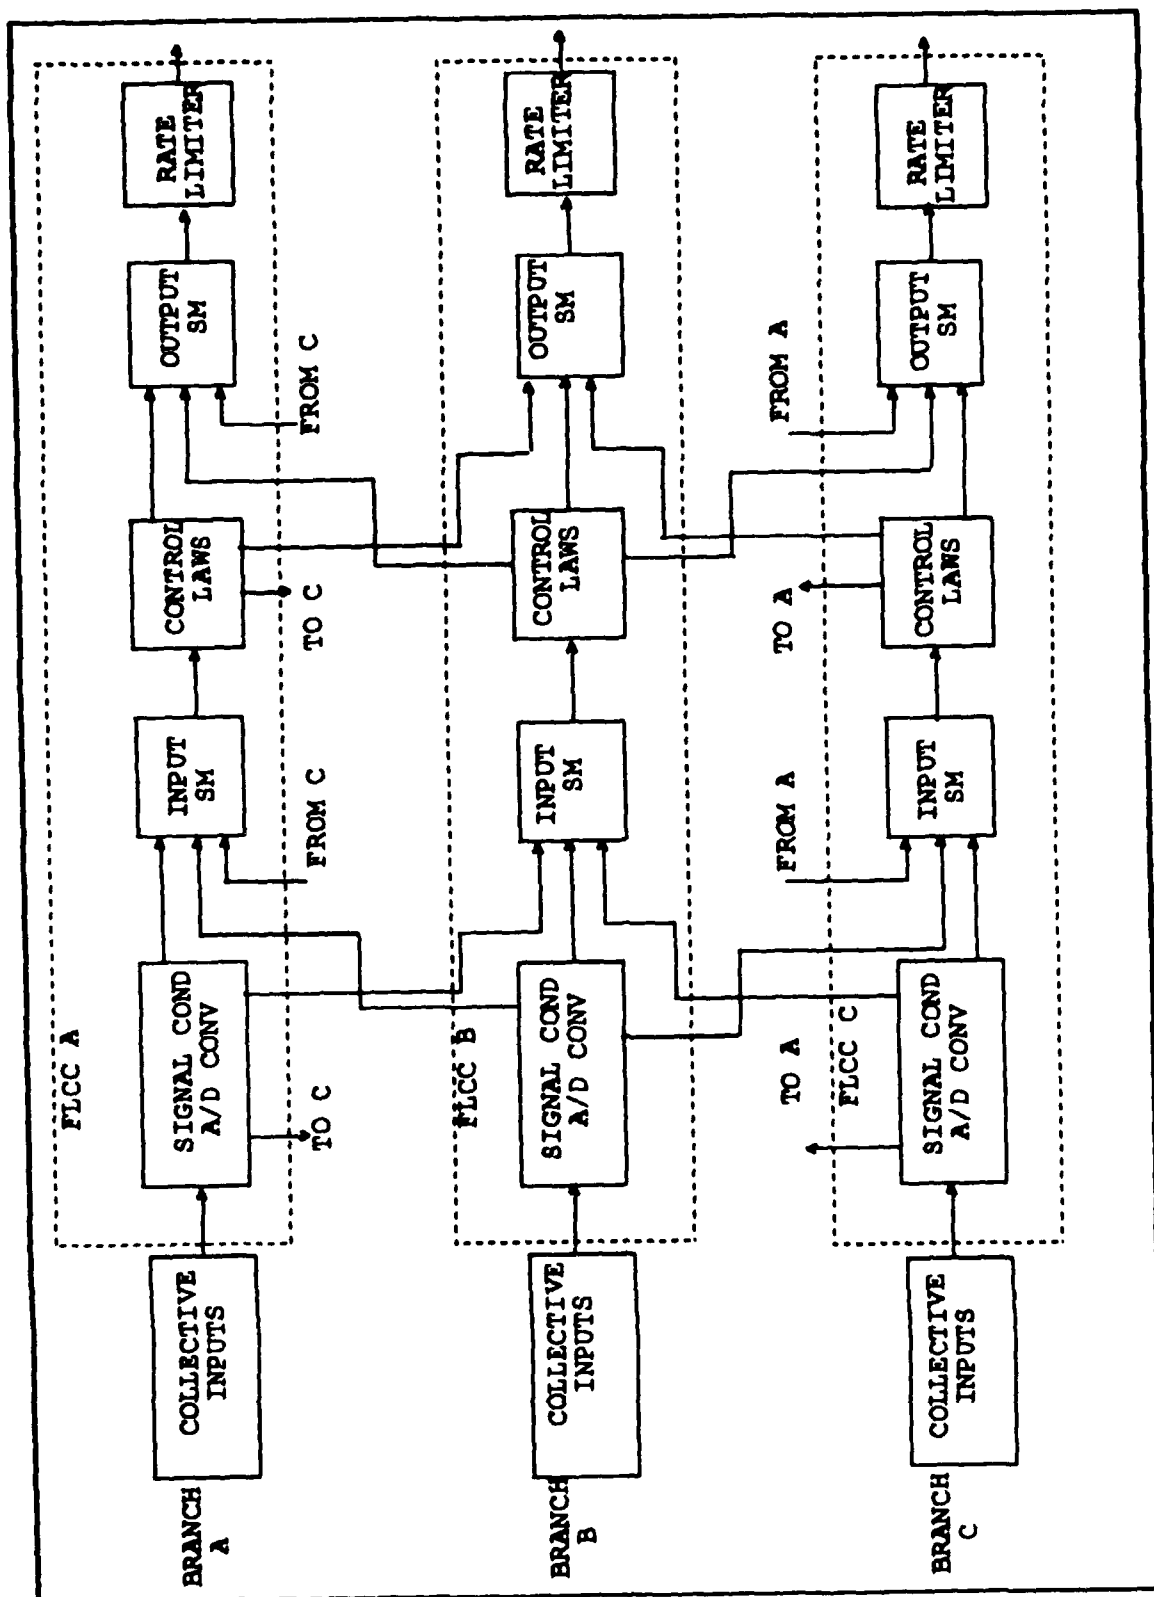 BRANCH
A
COLLECTIVE
INPUTS
FLCC A
SIGNAL COND
A/D CONV
TO C
FROM C
INPUT
SM
CONTROL
LAWS
TO C
FROM C
OUTPUT
SM
RATE
LIMITER
BRANCH
B
COLLECTIVE
INPUTS
FLCC B
SIGNAL COND
A/D CONV
INPUT
SM
CONTROL
LAWS
OUTPUT
SM
RATE
LIMITER
BRANCH
C
COLLECTIVE
INPUTS
TO A
FLCC C
SIGNAL COND
A/D CONV
FROM A
INPUT
SM
TO A
CONTROL
LAWS
FROM A
OUTPUT
SM
RATE
LIMITER